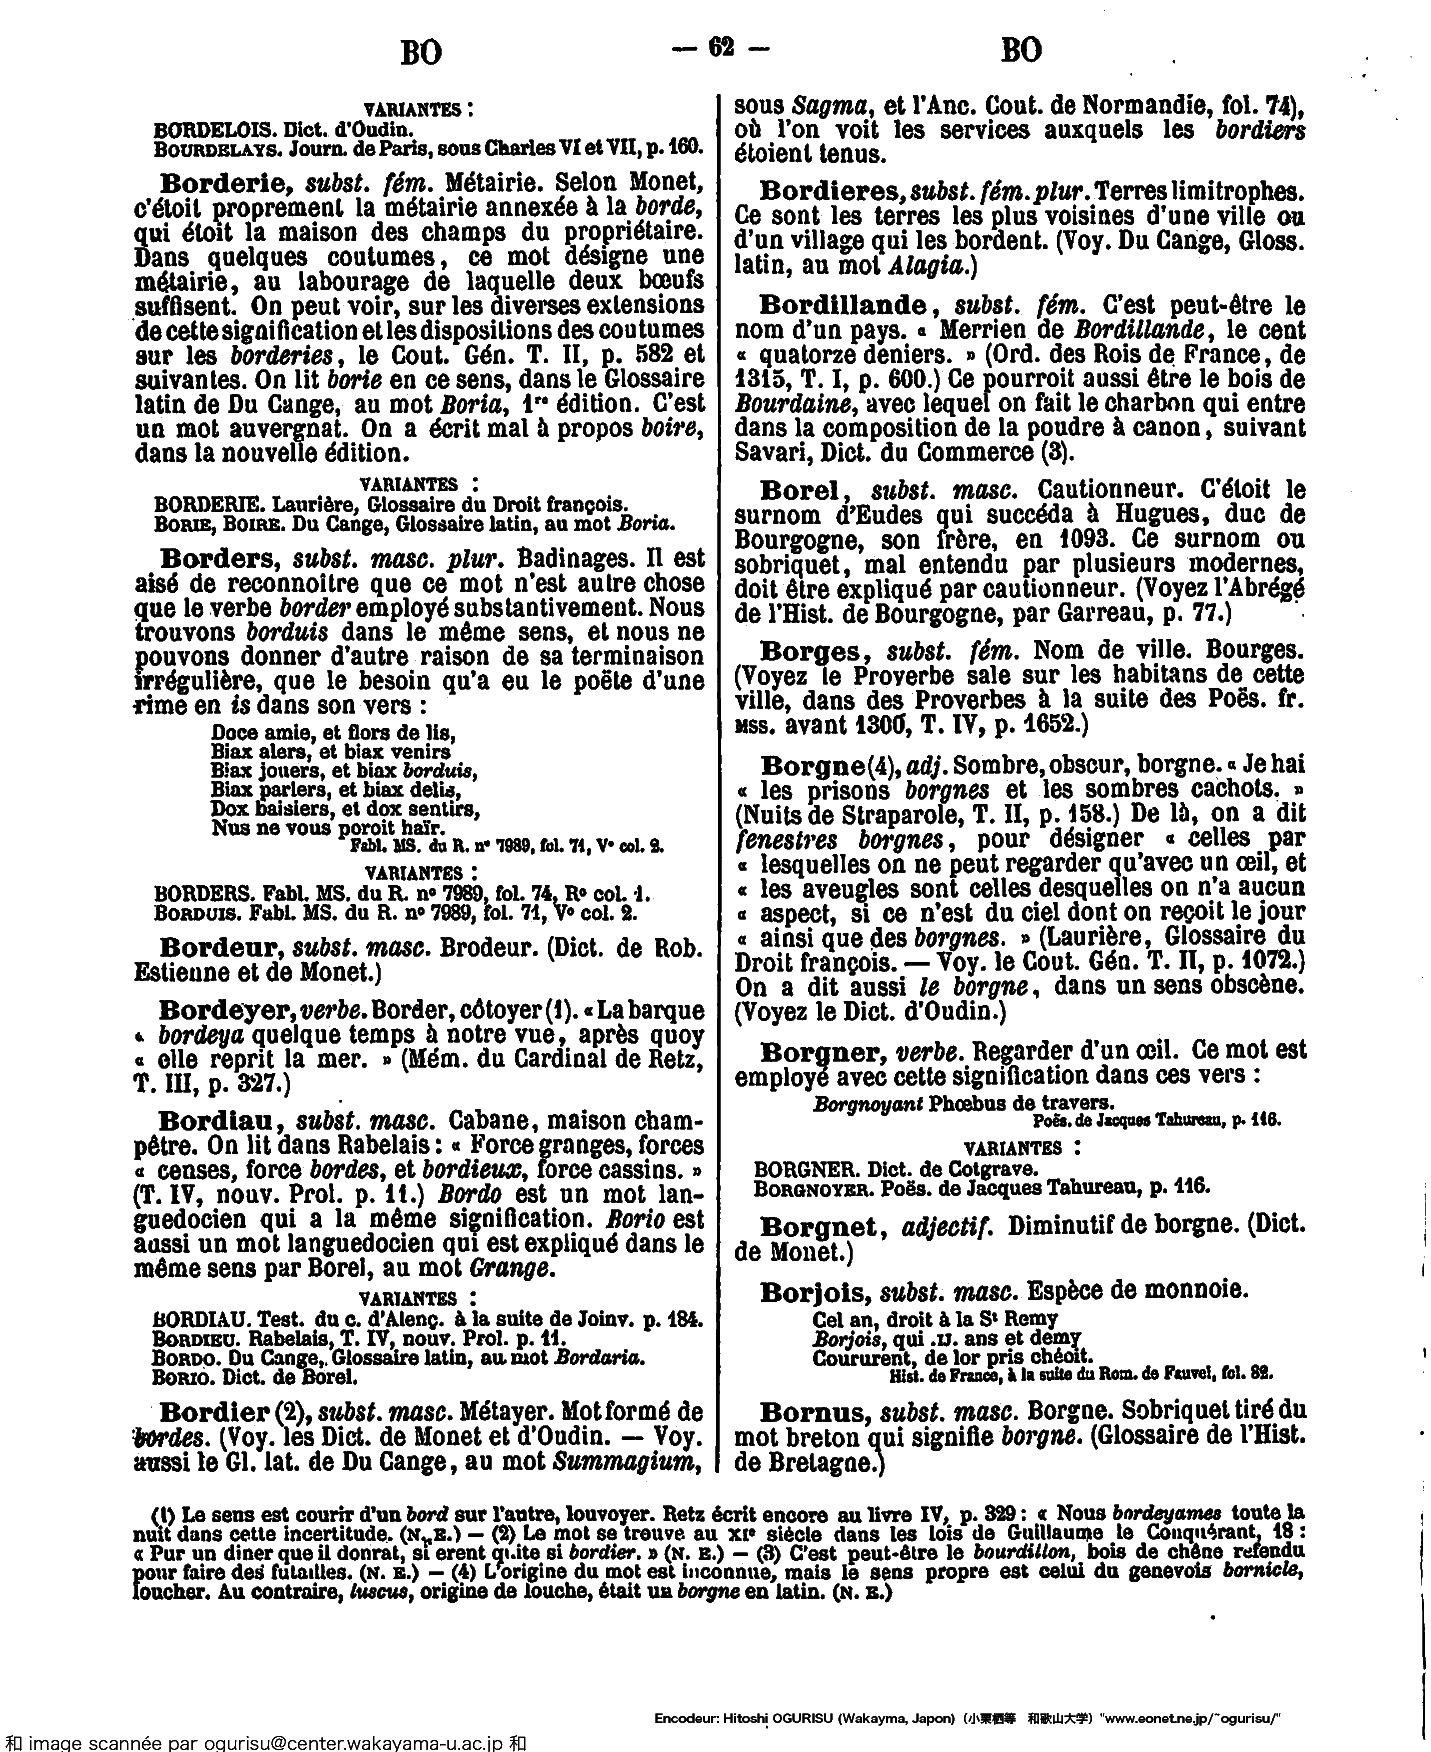 BO
— 62 —
BO
VARIANTES :
BORDELOIS. Dict. d'Oudin.
BOURDELAYS. Journ. de Paris, sous Charles VI et VII, p. 160.
Borderie, subst. fém. Métairie. Selon Monet,
c'étoit proprement la métairie annexée à la borde,
qui étoit la maison des champs du propriétaire.
Dans quelques coutumes, ce mot désigne une
métairie, au labourage de laquelle deux bœufs
suffisent. On peut voir, sur les diverses extensions
de cette signification et les dispositions des coutumes
sur les borderies, le Cout. Gén. T. II, p. 582 et
suivantes. On lit borie en ce sens, dans le Glossaire
latin de Du Cange, au mot Boria, 1re édition. C'est
un mot auvergnat. On a écrit mal à propos boire,
dans la nouvelle édition.
VARIANTES :
BORDERIE. Laurière, Glossaire du Droit françois.
BORIE, BOIRE. Du Cange, Glossaire latin, au mot Boria.
Borders, subst. masc. plur. Badinages. Il est
aisé de reconnoître que ce mot n'est autre chose
que le verbe border employé substantivement. Nous
trouvons borduis dans le même sens, et nous ne
pouvons donner d'autre raison de sa terminaison
irrégulière, que le besoin qu'a eu le poëte d'une
rime en is dans son vers :
Doce amie, et flors de lis,
Biax alers, et biax venirs
Biax jouers, et biax borduis,
Biax parlers, et biax delis,
Dox baisiers, et dox sentirs,
Nus ne vous poroit haïr.
Fabl. MS. du R. n° 7989, fol. 71, V° col. 2.
VARIANTES :
BORDERS. Fabl. MS. du R. n° 7989, fol. 74, R° col. 1.
BORDUIS. Fabl. MS. du R. n° 7989, fol. 71, V° col. 2.
Bordeur, subst. masc. Brodeur. (Dict. de Rob.
Estienne et de Monet.)
Bordeyer, verbe. Border, côtoyer (1). « La barque
« bordeya quelque temps à notre vue, après quoy
« elle reprit la mer. » (Mém. du Cardinal de Retz,
T. III, p. 327.)
Bordiau, subst. masc. Cabane, maison cham-
pêtre. On lit dans Rabelais : « Force granges, forces
« censes, force bordes, et bordieux, force cassins. »
(T. IV, nouv. Prol. p. 11.) Bordo est un mot lan-
guedocien qui a la même signification. Borio est
aussi un mot languedocien qui est expliqué dans le
même sens par Borel, au mot Grange.
VARIANTES :
BORDIAU. Test. du c. d'Alenç. à la suite de Joinv. p. 184.
BORDIEU. Rabelais, T. IV, nouv. Prol. p. 11.
BORDO. Du Cange, Glossaire latin, au mot Bordaria.
BORIO. Dict. de Borel.
Bordier (2), subst. masc. Métayer. Mot formé de
bordes. (Voy. les Dict. de Monet et d'Oudin. — Voy.
aussi le Gl. lat. de Du Cange, au mot Summagium,
sous Sagma, et l'Anc. Cout. de Normandie, fol. 74),
où l'on voit les services auxquels les bordiers
étoient tenus.
Bordieres, subst. fém. plur. Terres limitrophes.
Ce sont les terres les plus voisines d'une ville ou
d'un village qui les bordent. (Voy. Du Cange, Gloss.
latin, au mot Alagia.)
Bordillande, subst. fém. C'est peut-être le
nom d'un pays. « Merrien de Bordillande, le cent
« quatorze deniers. » (Ord. des Rois de France, de
1315, T. I, p. 600.) Ce pourroit aussi être le bois de
Bourdaine, avec lequel on fait le charbon qui entre
dans la composition de la poudre à canon, suivant
Savari, Dict. du Commerce (3).
Borel, subst. masc. Cautionneur. C'étoit le
surnom d'Eudes qui succéda à Hugues, duc de
Bourgogne, son frère, en 1093. Ce surnom ou
sobriquet, mal entendu par plusieurs modernes,
doit être expliqué par cautionneur. (Voyez l'Abrégé
de l'Hist. de Bourgogne, par Garreau, p. 77.)
Borges, subst. fém. Nom de ville. Bourges.
(Voyez le Proverbe sale sur les habitans de cette
ville, dans des Proverbes à la suite des Poës. fr.
MSS. avant 1300, T. IV, p. 1652.)
Borgne (4), adj. Sombre, obscur, borgne. « Je hai
« les prisons borgnes et les sombres cachots. »
(Nuits de Straparole, T. II, p. 158.) De là, on a dit
fenestres borgnes, pour désigner « celles par
« lesquelles on ne peut regarder qu'avec un œil, et
« les aveugles sont celles desquelles on n'a aucun
« aspect, si ce n'est du ciel dont on reçoit le jour
« ainsi que des borgnes. » (Laurière, Glossaire du
Droit françois. — Voy. le Cout. Gén. T. II, p. 1072.)
On a dit aussi le borgne, dans un sens obscène.
(Voyez le Dict. d'Oudin.)
Borgner, verbe. Regarder d'un œil. Ce mot est
employé avec cette signification dans ces vers :
Borgnoyant Phœbus de travers.
Poës. de Jacques Tahureau, p. 116.
VARIANTES :
BORGNER. Dict. de Cotgrave.
BORGNOYER. Poës. de Jacques Tahureau, p. 116.
Borgnet, adjectif. Diminutif de borgne. (Dict.
de Monet.)
Borjois, subst. masc. Espèce de monnoie.
Cel an, droit à la St Remy
Borjois, qui .IJ. ans et demy
Coururent, de lor pris chéoit.
Hist. de France, à la suite du Rom. de Fauvel, fol. 82.
Bornus, subst. masc. Borgne. Sobriquet tiré du
mot breton qui signifie borgne. (Glossaire de l'Hist.
de Bretagne.)
(1) Le sens est courir d'un bord sur l'autre, louvoyer. Retz écrit encore au livre IV, p. 329 : « Nous bordeyames toute la
nuit dans cette incertitude. (N. E.) — (2) Le mot se treuve au XIe siècle dans les lois de Guillaume le Conquérant, 18 :
« Pur un diner que il donrat, si erent quite si bordier. » (N. E.) — (3) C'est peut-être le bourdillon, bois de chêne refendu
pour faire des futailles. (N. E.) — (4) L'origine du mot est inconnue, mais le sens propre est celui du genevois bornicle,
loucher. Au contraire, luscus, origine de louche, était un borgne en latin. (N. E.)
Encodeur: Hitoshi OGURISU (Wakayma, Japon) (小栗栖等 和歌山大学) "www.eonet.ne.jp/~ogurisu/"
和 image scannée par ogurisu@center.wakayama-u.ac.jp 和